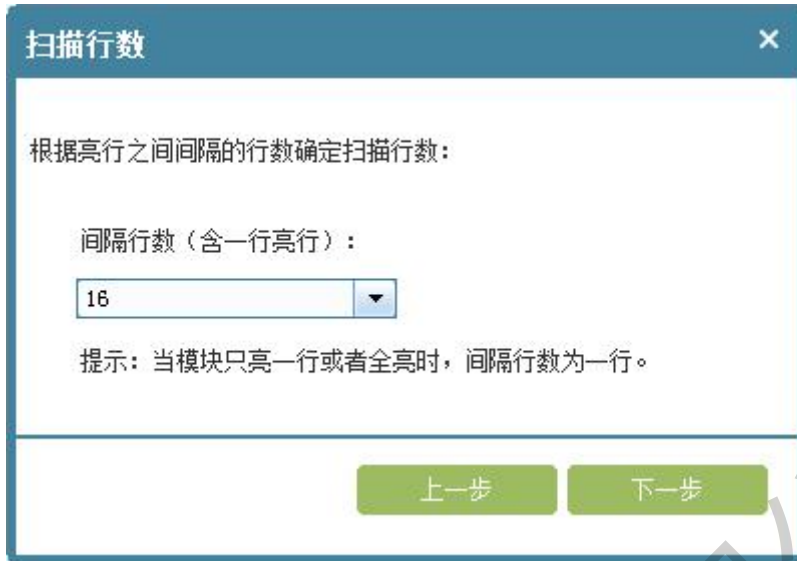 扫描行数
根据亮行之间间隔的行数确定扫描行数:
间隔行数(含一行亮行):
16
提示:当模块只亮一行或者全亮时,间隔行数为一行。
上一步 下一步